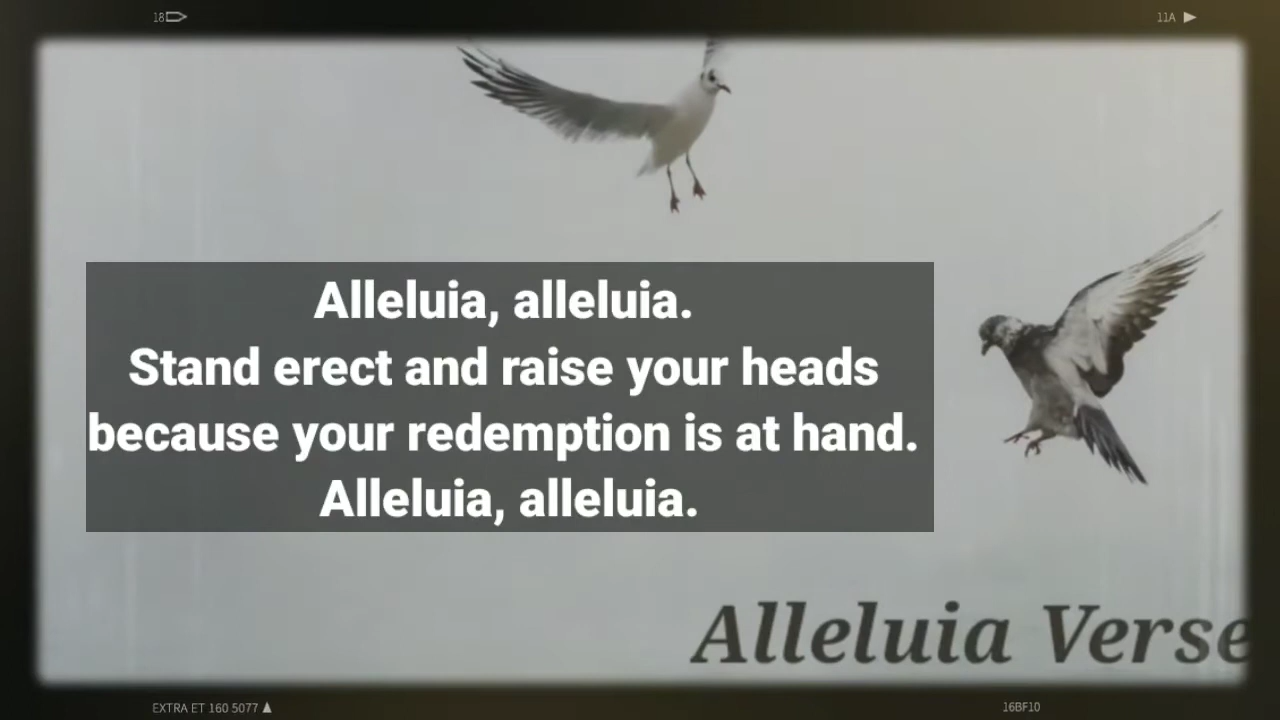 18
11A
Alleluia, alleluia.
Stand erect and raise your heads
because your redemption is at hand.
Alleluia, alleluia.
Alleluia Verse
EXTRA ET 160 5077
16BF10